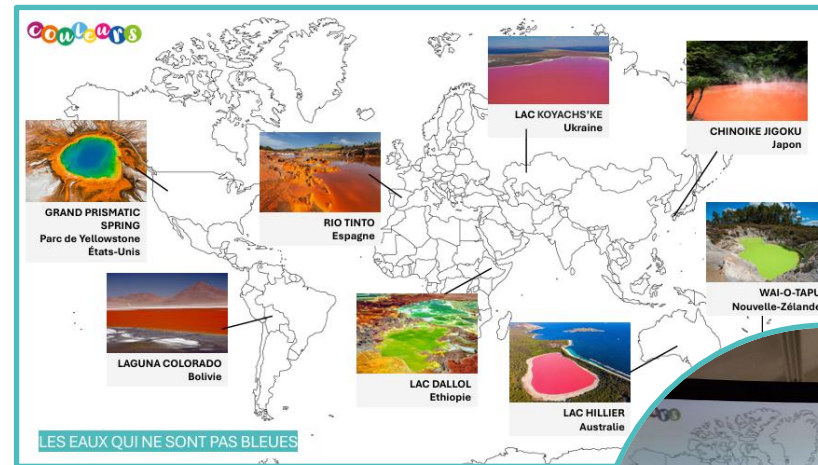 couleurs
LAC KOYACHS'KE
Ukraine
CHINOIKE JIGOKU
Japon
GRAND PRISMATIC
SPRING
Parc de Yellowstone
États-Unis
RIO TINTO
Espagne
WAI-O-TAPU
Nouvelle-Zélande
LAGUNA COLORADO
Bolivie
LAC DALLOL
Ethiopie
LAC HILLIER
Australie
LES EAUX QUI NE SONT PAS BLEUES